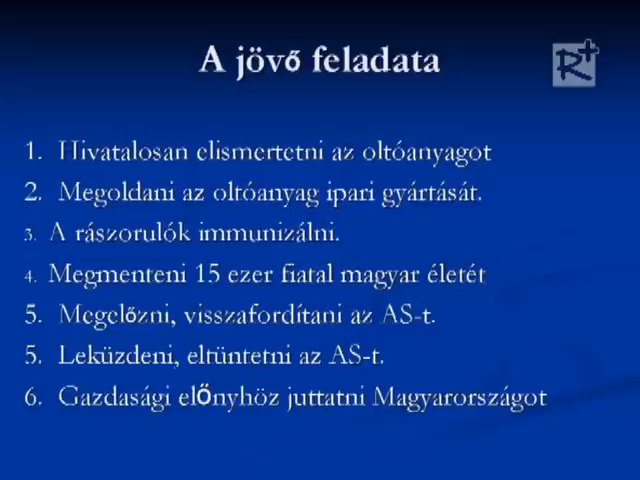 A jövő feladata
R+
1. Hivatalosan elismertetni az oltóanyagot
2. Megoldani az oltóanyag ipari gyártását.
3. A rászorulók immunizálni.
4. Megmenteni 15 ezer fiatal magyar életét
5. Megelőzni, visszafordítani az AS-t.
5. Leküzdeni, eltüntetni az AS-t.
6. Gazdasági előnyhöz juttatni Magyarországot